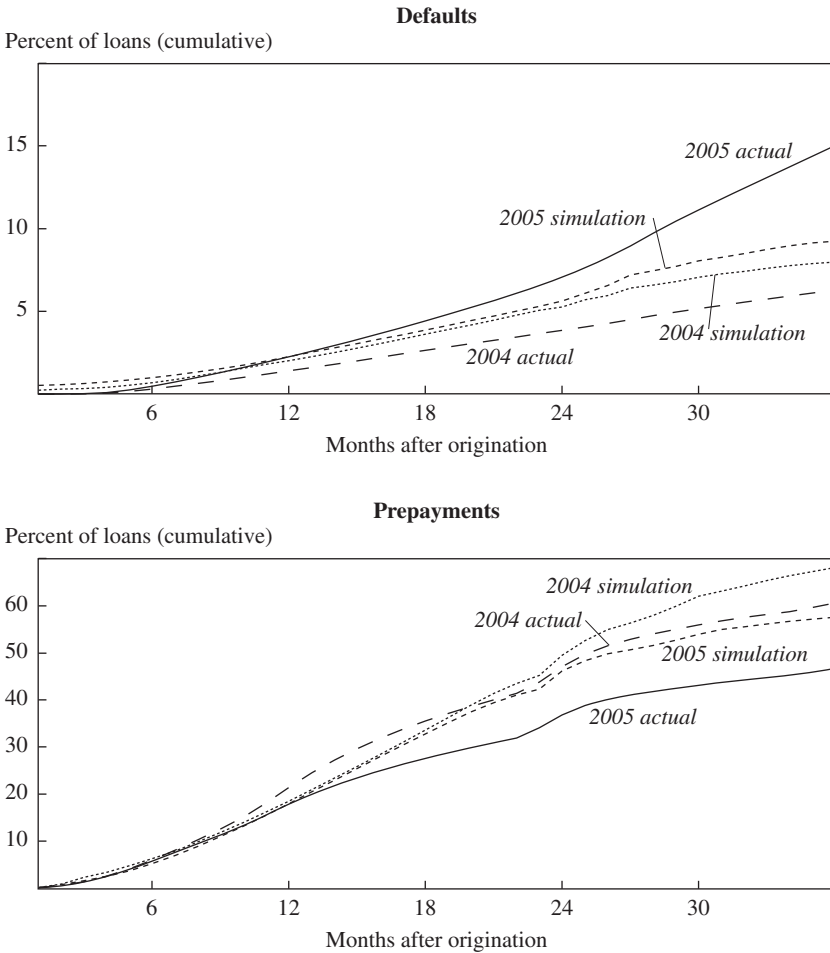 Defaults
Percent of loans (cumulative)
15
2005 actual
2005 simulation
10
5
2004 simulation
2004 actual
6 12 18 24 30
Months after origination
Prepayments
Percent of loans (cumulative)
2004 simulation
60
2004 actual
50
2005 simulation
40
2005 actual
30
20
10
6 12 18 24 30
Months after origination